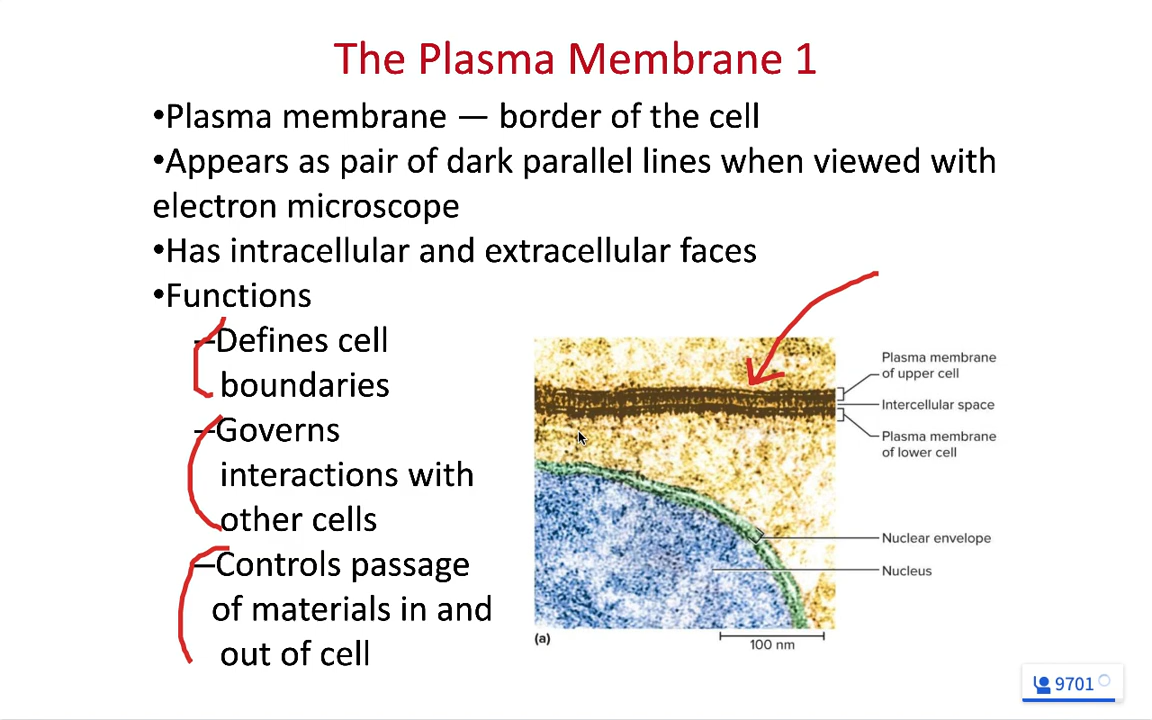 The Plasma Membrane 1
•Plasma membrane — border of the cell
•Appears as pair of dark parallel lines when viewed with
electron microscope
•Has intracellular and extracellular faces
•Functions
–Defines cell
boundaries
–Governs
interactions with
other cells
–Controls passage
of materials in and
out of cell
Plasma membrane
of upper cell
Intercellular space
Plasma membrane
of lower cell
Nuclear envelope
Nucleus
(a)
100 nm
9701